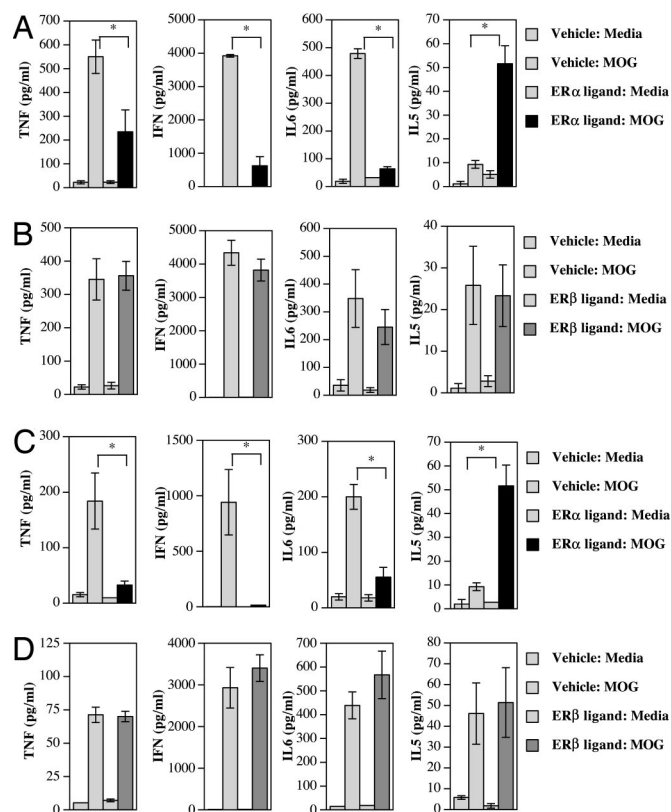 A
TNF (pg/ml)
700
600
500
400
300
200
100
0
*
IFN (pg/ml)
6000
4000
2000
0
*
IL6 (pg/ml)
600
400
200
0
*
IL5 (pg/ml)
60
50
40
30
20
10
0
*
Vehicle: Media
Vehicle: MOG
ERα ligand: Media
ERα ligand: MOG
B
TNF (pg/ml)
500
400
300
200
100
0
IFN (pg/ml)
5000
4000
3000
2000
1000
0
IL6 (pg/ml)
600
500
400
300
200
100
0
IL5 (pg/ml)
40
30
20
10
0
Vehicle: Media
Vehicle: MOG
ERβ ligand: Media
ERβ ligand: MOG
C
TNF (pg/ml)
300
200
100
0
*
IFN (pg/ml)
1500
1000
500
0
*
IL6 (pg/ml)
300
200
100
0
*
IL5 (pg/ml)
70
60
50
40
30
20
10
0
*
Vehicle: Media
Vehicle: MOG
ERα ligand: Media
ERα ligand: MOG
D
TNF (pg/ml)
125
100
75
50
25
0
IFN (pg/ml)
4000
3000
2000
1000
0
IL6 (pg/ml)
700
600
500
400
300
200
100
0
IL5 (pg/ml)
80
70
60
50
40
30
20
10
0
Vehicle: Media
Vehicle: MOG
ERβ ligand: Media
ERβ ligand: MOG